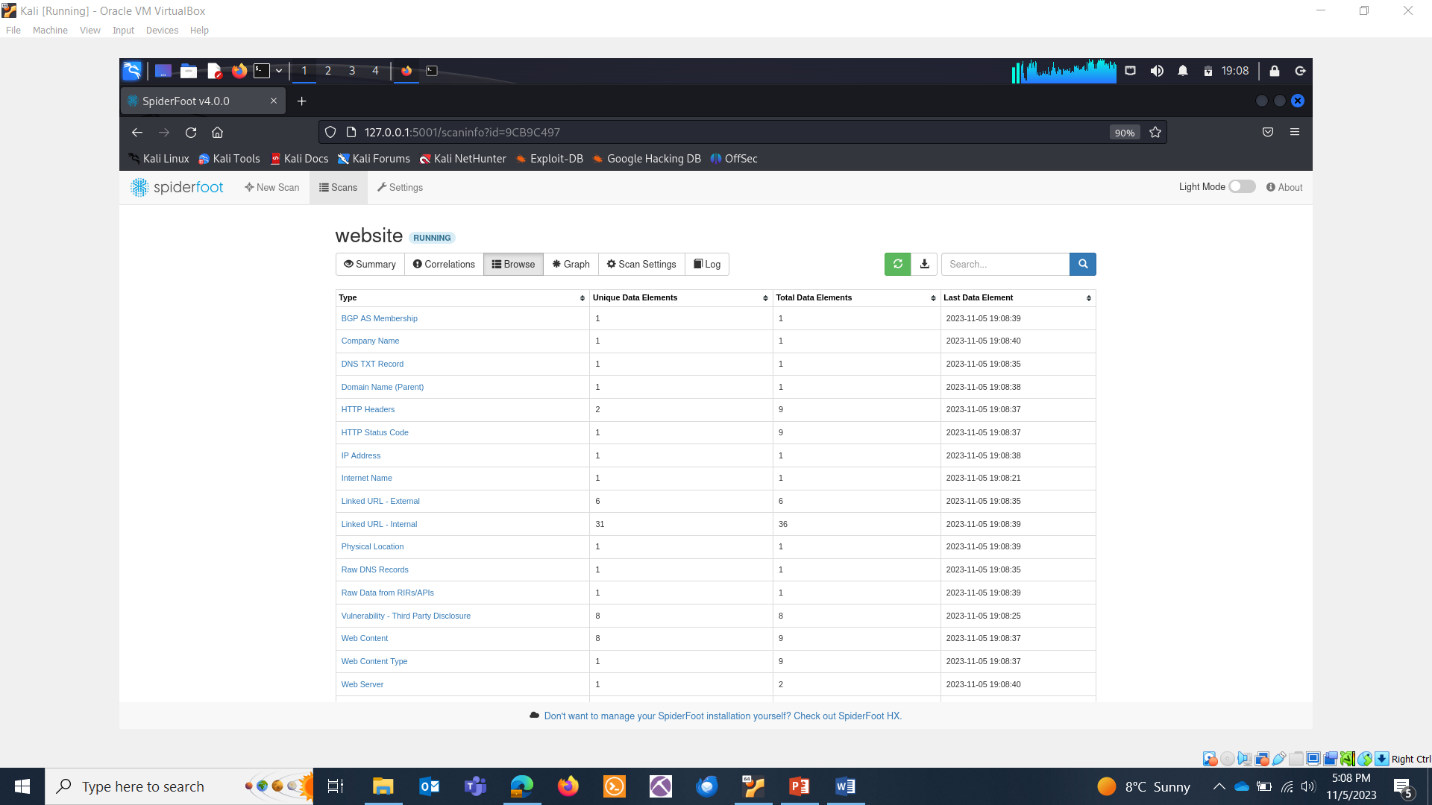 Kali [Running] - Oracle VM VirtualBox
File Machine View Input Devices Help
1 2 3 4 19:08
SpiderFoot v4.0.0
127.0.0.1:5001/scaninfo?id=9CB9C497 90%
Kali Linux Kali Tools Kali Docs Kali Forums Kali NetHunter Exploit-DB Google Hacking DB OffSec
spiderfoot New Scan Scans Settings Light Mode About
website RUNNING
Summary Correlations Browse Graph Scan Settings Log Search...
Type Unique Data Elements Total Data Elements Last Data Element
BGP AS Membership 1 1 2023-11-05 19:08:39
Company Name 1 1 2023-11-05 19:08:40
DNS TXT Record 1 1 2023-11-05 19:08:35
Domain Name (Parent) 1 1 2023-11-05 19:08:38
HTTP Headers 2 9 2023-11-05 19:08:37
HTTP Status Code 1 9 2023-11-05 19:08:37
IP Address 1 1 2023-11-05 19:08:38
Internet Name 1 1 2023-11-05 19:08:21
Linked URL - External 6 6 2023-11-05 19:08:35
Linked URL - Internal 31 36 2023-11-05 19:08:39
Physical Location 1 1 2023-11-05 19:08:39
Raw DNS Records 1 1 2023-11-05 19:08:35
Raw Data from RIRs/APIs 1 1 2023-11-05 19:08:39
Vulnerability - Third Party Disclosure 8 8 2023-11-05 19:08:25
Web Content 8 9 2023-11-05 19:08:37
Web Content Type 1 9 2023-11-05 19:08:37
Web Server 1 2 2023-11-05 19:08:40
Don't want to manage your SpiderFoot installation yourself? Check out SpiderFoot HX.
Right Ctrl
Type here to search 8°C Sunny 5:08 PM
11/5/2023 5